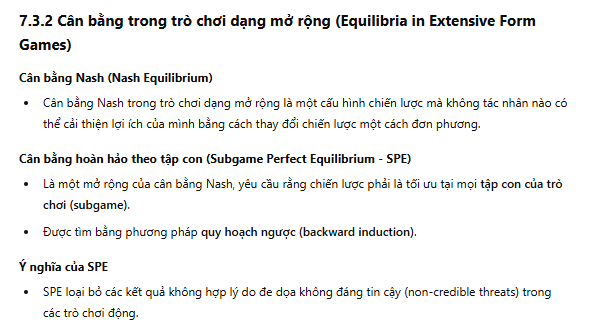 7.3.2 Cân bằng trong trò chơi dạng mở rộng (Equilibria in Extensive Form
Games)
Cân bằng Nash (Nash Equilibrium)
• Cân bằng Nash trong trò chơi dạng mở rộng là một cấu hình chiến lược mà không tác nhân nào có
thể cải thiện lợi ích của mình bằng cách thay đổi chiến lược một cách đơn phương.
Cân bằng hoàn hảo theo tập con (Subgame Perfect Equilibrium - SPE)
• Là một mở rộng của cân bằng Nash, yêu cầu rằng chiến lược phải là tối ưu tại mọi tập con của trò
chơi (subgame).
• Được tìm bằng phương pháp quy hoạch ngược (backward induction).
Ý nghĩa của SPE
• SPE loại bỏ các kết quả không hợp lý do đe dọa không đáng tin cậy (non-credible threats) trong
các trò chơi động.